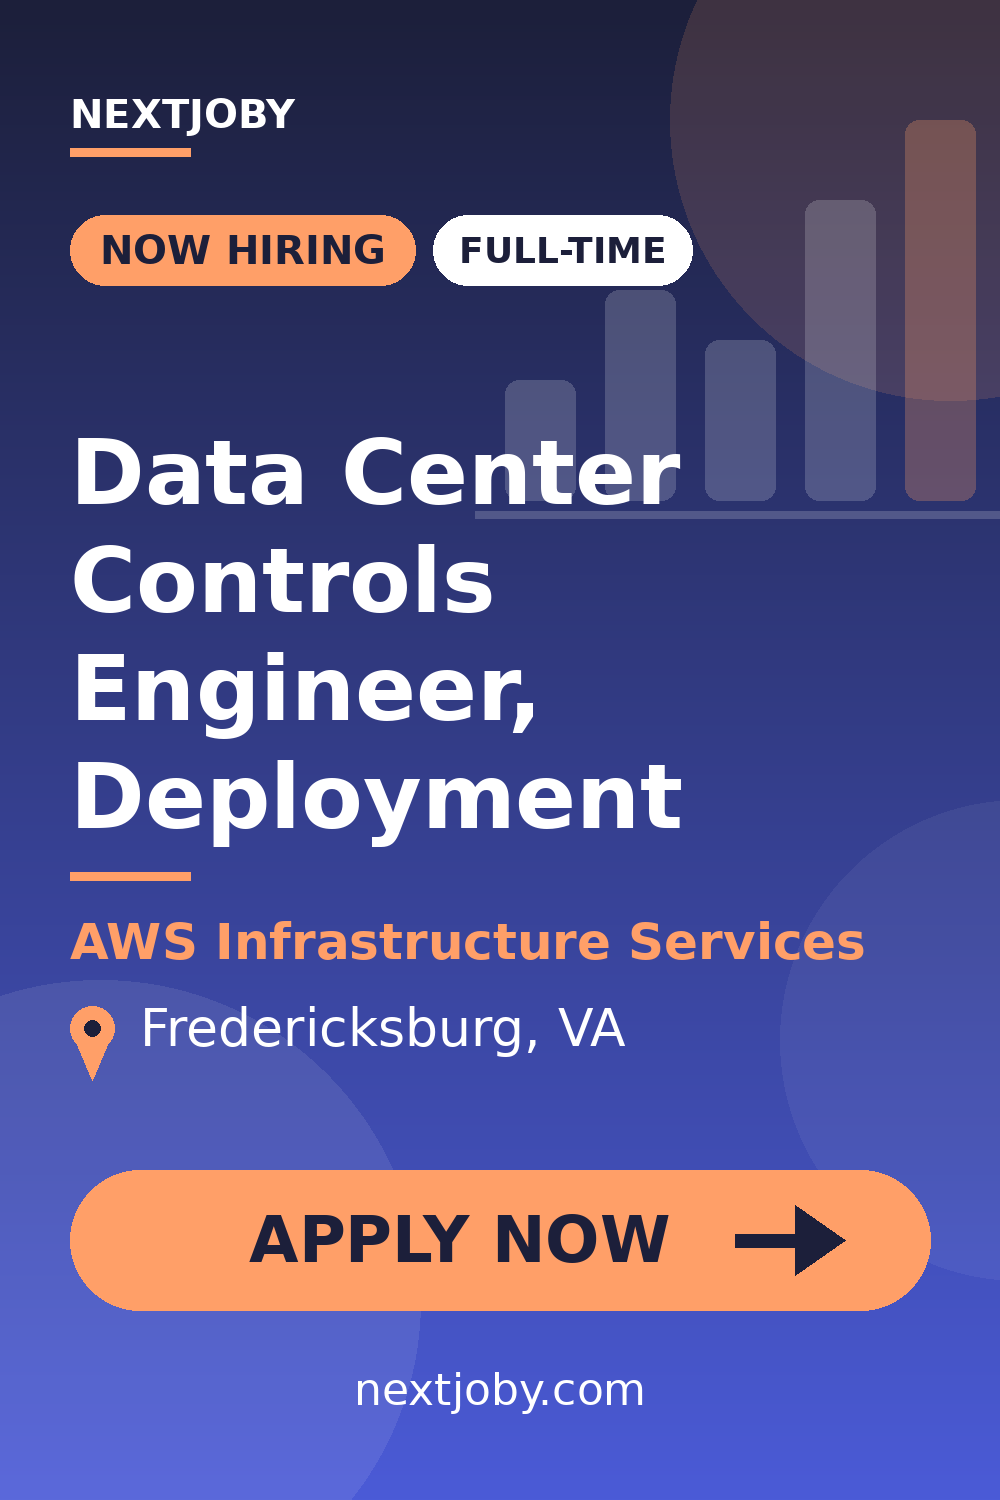 NEXTJOBY
NOW HIRING
FULL-TIME
Data Center
Controls
Engineer,
Deployment
AWS Infrastructure Services
Fredericksburg, VA
APPLY NOW
nextjoby.com